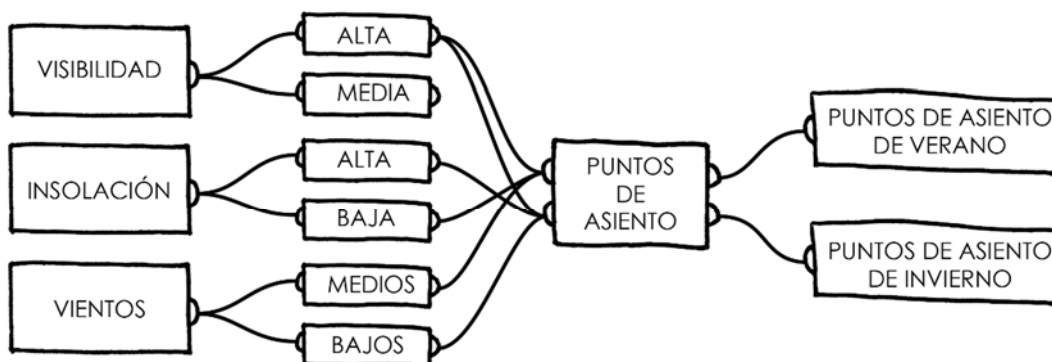 VISIBILIDAD
ALTA
MEDIA
INSOLACIÓN
ALTA
BAJA
VIENTOS
MEDIOS
BAJOS
PUNTOS
DE
ASIENTO
PUNTOS DE ASIENTO
DE VERANO
PUNTOS DE ASIENTO
DE INVIERNO